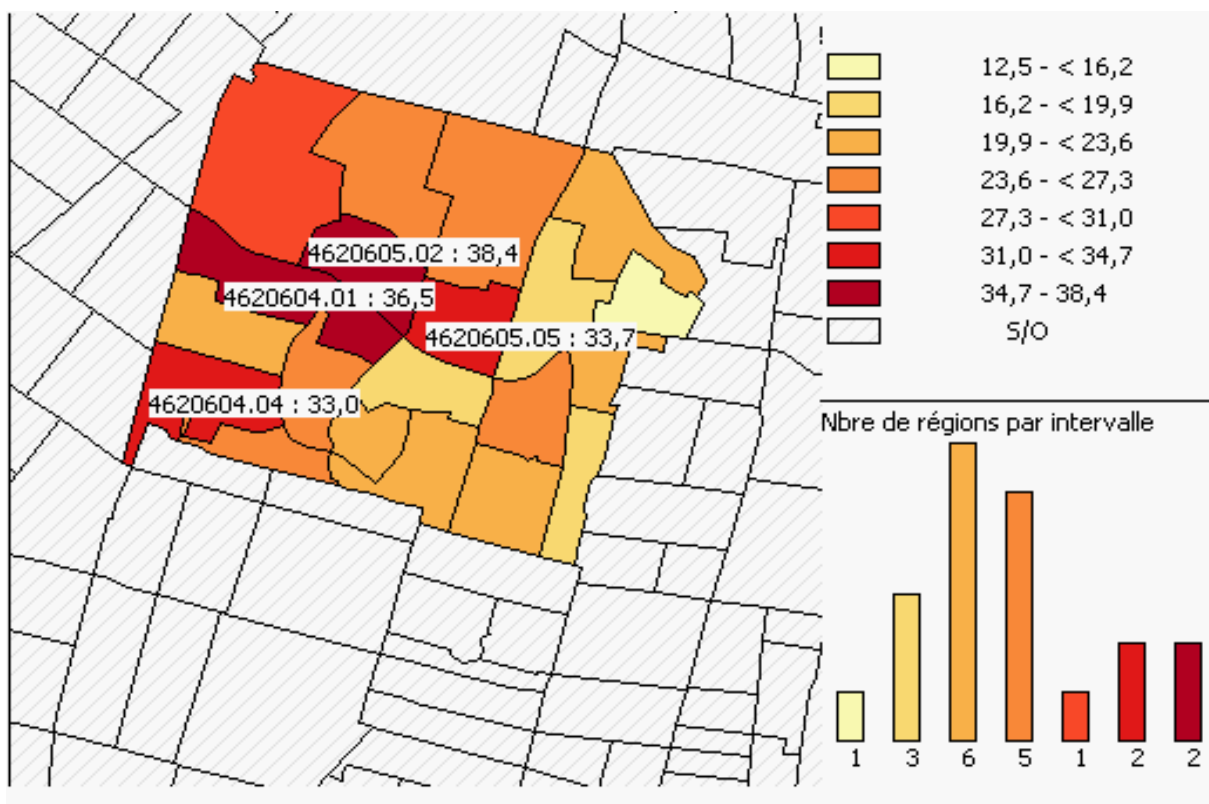 4620605.02 : 38,4
4620604.01 : 36,5
4620605.05 : 33,7
4620604.04 : 33,0
12,5 - < 16,2
16,2 - < 19,9
19,9 - < 23,6
23,6 - < 27,3
27,3 - < 31,0
31,0 - < 34,7
34,7 - 38,4
S/O
Nbre de régions par intervalle
1 3 6 5 1 2 2